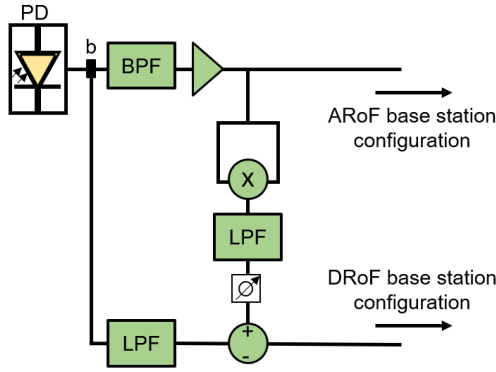 PD
b
BPF
ARoF base station
configuration
X
LPF
Ø
DRoF base station
configuration
LPF
+
-